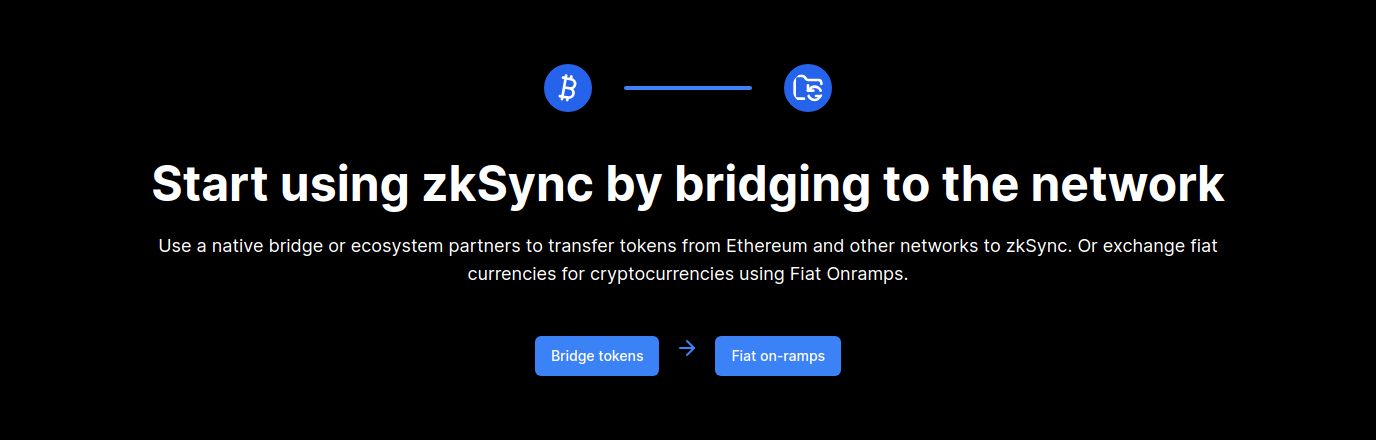 Start using zkSync by bridging to the network
Use a native bridge or ecosystem partners to transfer tokens from Ethereum and other networks to zkSync. Or exchange fiat
currencies for cryptocurrencies using Fiat Onramps.
Bridge tokens
Fiat on-ramps